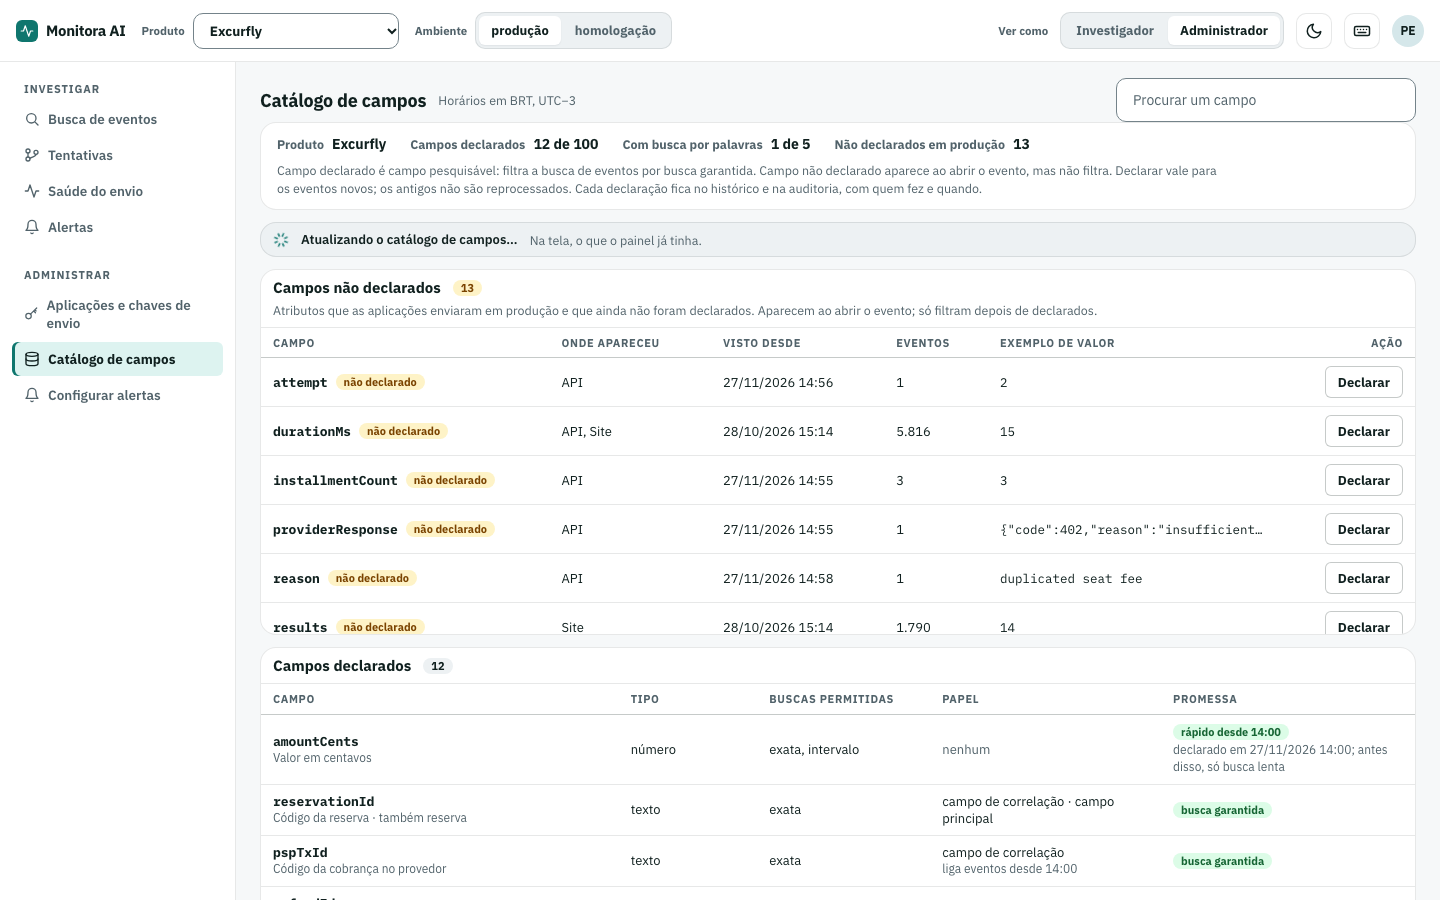 Monitora AI
Produto
Excurfly
Ambiente
produção
homologação
Ver como
Investigador
Administrador
PE
INVESTIGAR
Busca de eventos
Tentativas
Saúde do envio
Alertas
ADMINISTRAR
Aplicações e chaves de
envio
Catálogo de campos
Configurar alertas
Catálogo de campos
Horários em BRT, UTC−3
Procurar um campo
Produto Excurfly
Campos declarados 12 de 100
Com busca por palavras 1 de 5
Não declarados em produção 13
Campo declarado é campo pesquisável: filtra a busca de eventos por busca garantida. Campo não declarado aparece ao abrir o evento, mas não filtra. Declarar vale para
os eventos novos; os antigos não são reprocessados. Cada declaração fica no histórico e na auditoria, com quem fez e quando.
Atualizando o catálogo de campos… Na tela, o que o painel já tinha.
Campos não declarados 13
Atributos que as aplicações enviaram em produção e que ainda não foram declarados. Aparecem ao abrir o evento; só filtram depois de declarados.
CAMPO ONDE APARECEU VISTO DESDE EVENTOS EXEMPLO DE VALOR AÇÃO
attempt não declarado API 27/11/2026 14:56 1 2 Declarar
durationMs não declarado API, Site 28/10/2026 15:14 5.816 15 Declarar
installmentCount não declarado API 27/11/2026 14:55 3 3 Declarar
providerResponse não declarado API 27/11/2026 14:55 1 {"code":402,"reason":"insufficient… Declarar
reason não declarado API 27/11/2026 14:58 1 duplicated seat fee Declarar
results não declarado Site 28/10/2026 15:14 1.790 14 Declarar
Campos declarados 12
CAMPO TIPO BUSCAS PERMITIDAS PAPEL PROMESSA
amountCents
Valor em centavos
número
exata, intervalo
nenhum
rápido desde 14:00
declarado em 27/11/2026 14:00; antes
disso, só busca lenta
reservationId
Código da reserva · também reserva
texto
exata
campo de correlação · campo
principal
busca garantida
pspTxId
Código da cobrança no provedor
texto
exata
campo de correlação
liga eventos desde 14:00
busca garantida